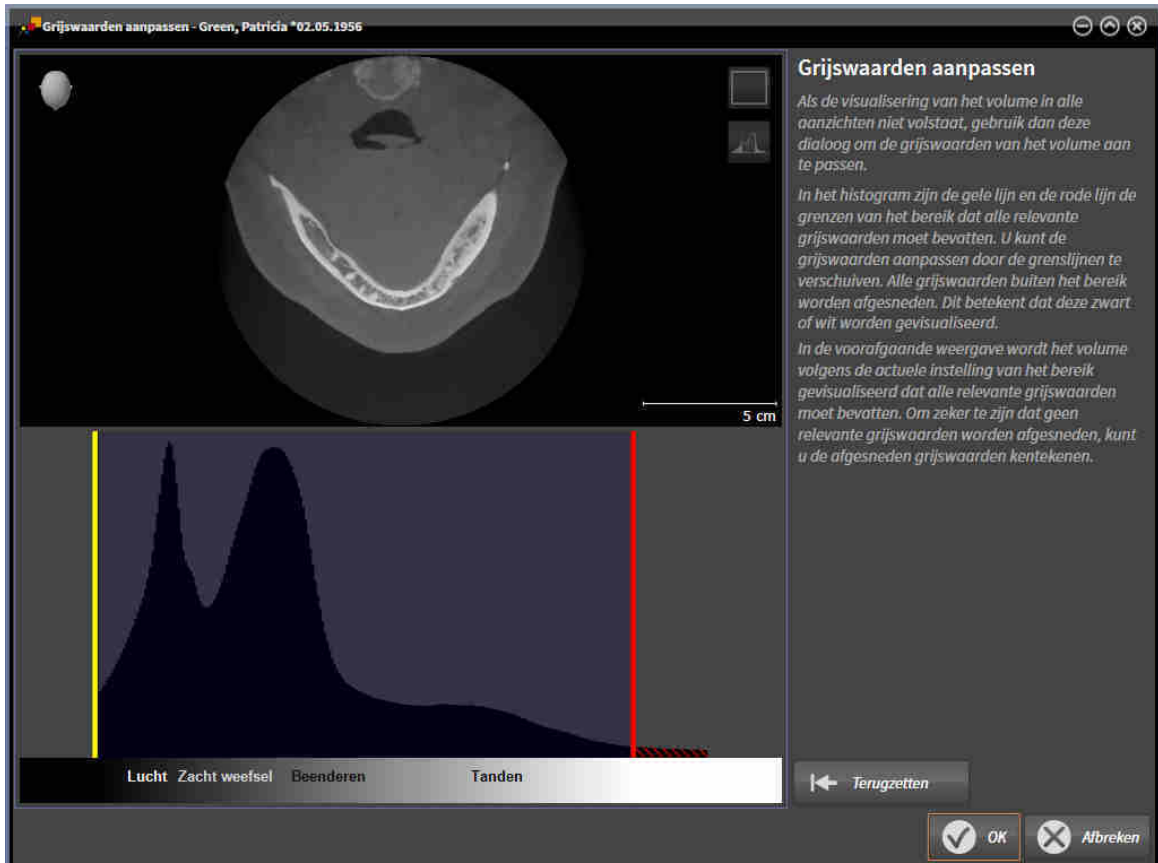 Grijswaarden aanpassen - Green, Patricia *02.05.1956
Grijswaarden aanpassen
Als de visualisering van het volume in alle
aanzichten niet volstaat, gebruik dan deze
dialoog om de grijswaarden van het volume aan
te passen.
In het histogram zijn de gele lijn en de rode lijn de
grenzen van het bereik dat alle relevante
grijswaarden moet bevatten. U kunt de
grijswaarden aanpassen door de grenslijnen te
verschuiven. Alle grijswaarden buiten het bereik
worden afgesneden. Dit betekent dat deze zwart
of wit worden gevisualiseerd.
In de voorafgaande weergave wordt het volume
volgens de actuele instelling van het bereik
gevisualiseerd dat alle relevante grijswaarden
moet bevatten. Om zeker te zijn dat geen
relevante grijswaarden worden afgesneden, kunt
u de afgesneden grijswaarden kentekenen.
5 cm
Lucht Zacht weefsel Beenderen Tanden
Terugzetten
OK Afbreken